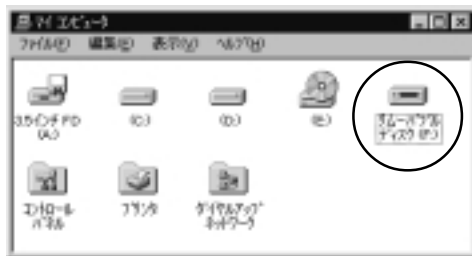 マイ コンピュータ
ファイル(F) 編集(E) 表示(V) ヘルプ(H)
3.5インチ FD
(A:)
(C:)
(D:)
(E:)
リムーバブル
ディスク (F:)
コントロール
パネル
プリンタ
ダイヤルアップ
ネットワーク